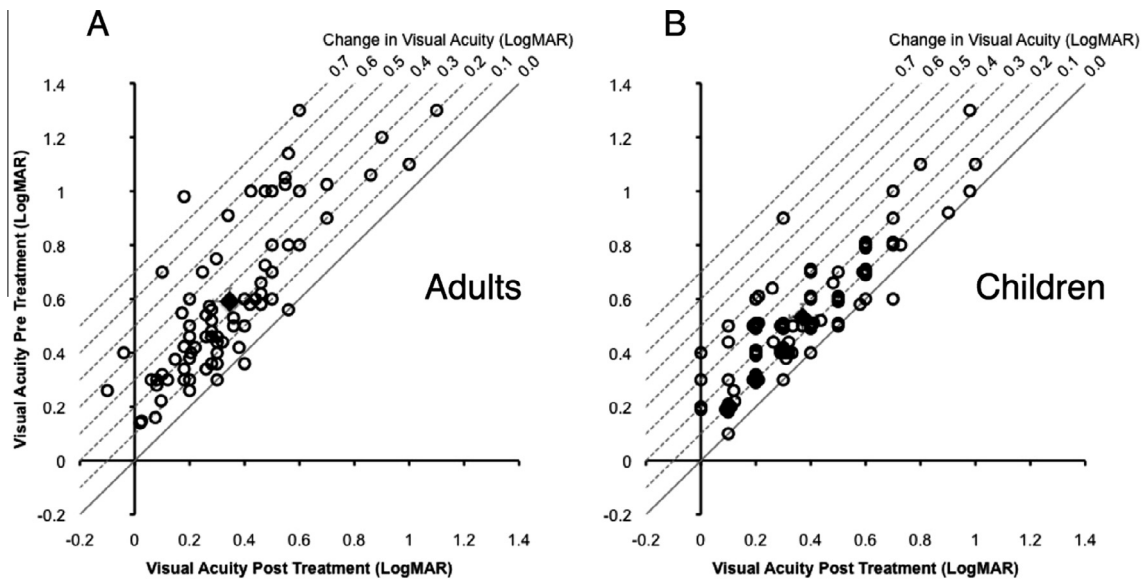 A
Change in Visual Acuity (LogMAR)
0.7 0.6 0.5 0.4 0.3 0.2 0.1 0.0
Visual Acuity Pre Treatment (LogMAR)
1.4
1.2
1
0.8
0.6
0.4
0.2
0
-0.2
-0.2 0 0.2 0.4 0.6 0.8 1 1.2 1.4
Visual Acuity Post Treatment (LogMAR)
Adults
B
Change in Visual Acuity (LogMAR)
0.7 0.6 0.5 0.4 0.3 0.2 0.1 0.0
Visual Acuity Pre Treatment (LogMAR)
1.4
1.2
1
0.8
0.6
0.4
0.2
0
-0.2
-0.2 0 0.2 0.4 0.6 0.8 1 1.2 1.4
Visual Acuity Post Treatment (LogMAR)
Children